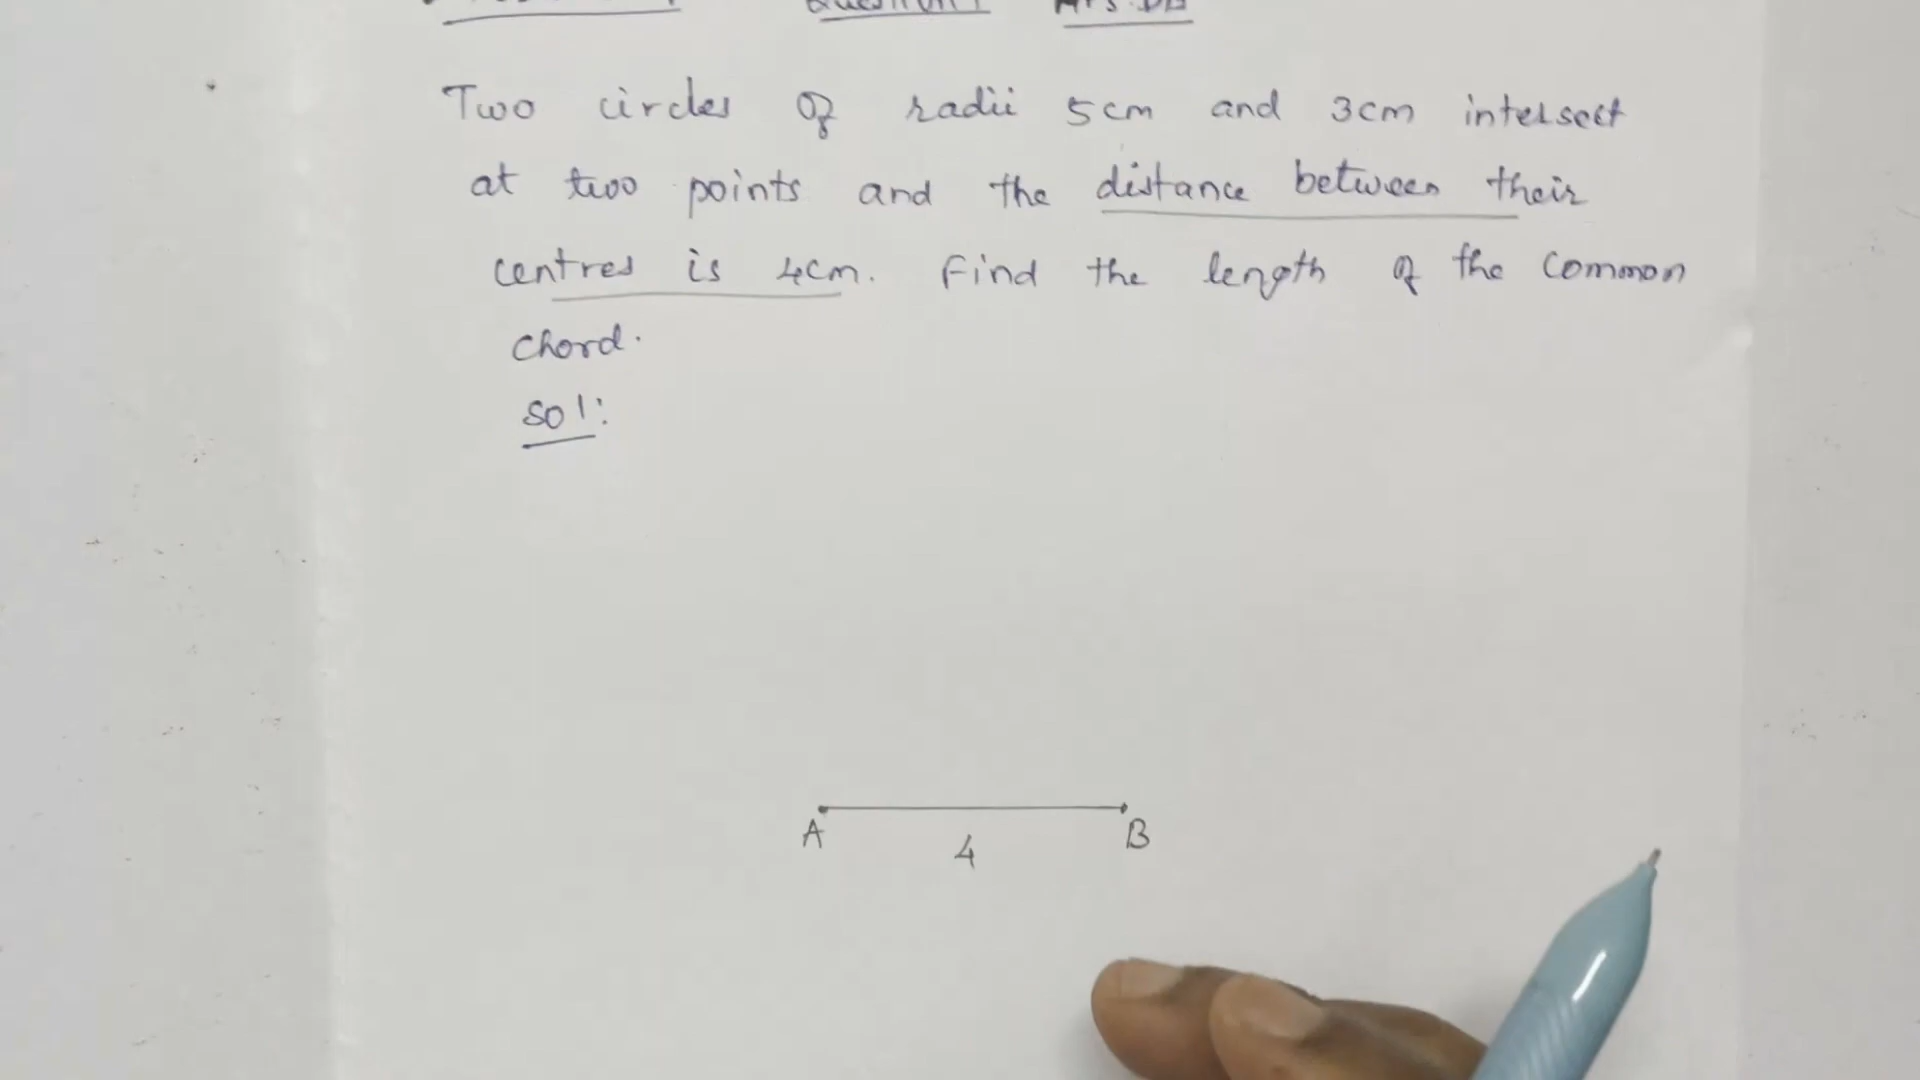 Two circles of radii 5cm and 3cm intersect
at two points and the distance between their
centres is 4cm. Find the length of the common
chord.
Sol:
A B
4